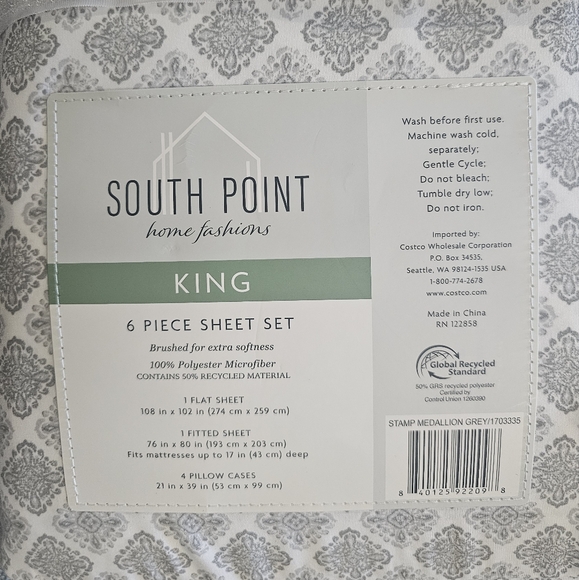 SOUTH POINT
home fashions
KING
6 PIECE SHEET SET
Brushed for extra softness
100% Polyester Microfiber
CONTAINS 50% RECYCLED MATERIAL
1 FLAT SHEET
108 in x 102 in (274 cm x 259 cm)
1 FITTED SHEET
76 in x 80 in (193 cm x 203 cm)
Fits mattresses up to 17 in (43 cm) deep
4 PILLOW CASES
21 in x 39 in (53 cm x 99 cm)
Wash before first use.
Machine wash cold,
separately;
Gentle Cycle;
Do not bleach;
Tumble dry low;
Do not iron.
Imported by:
Costco Wholesale Corporation
P.O. Box 34535,
Seattle, WA 98124-1535 USA
1-800-774-2678
www.costco.com
Made in China
RN 122858
Global Recycled
Standard
50% GRS recycled polyester
Certified by
Control Union 1260390
STAMP MEDALLION GREY/1703335
8 40125 92209 8